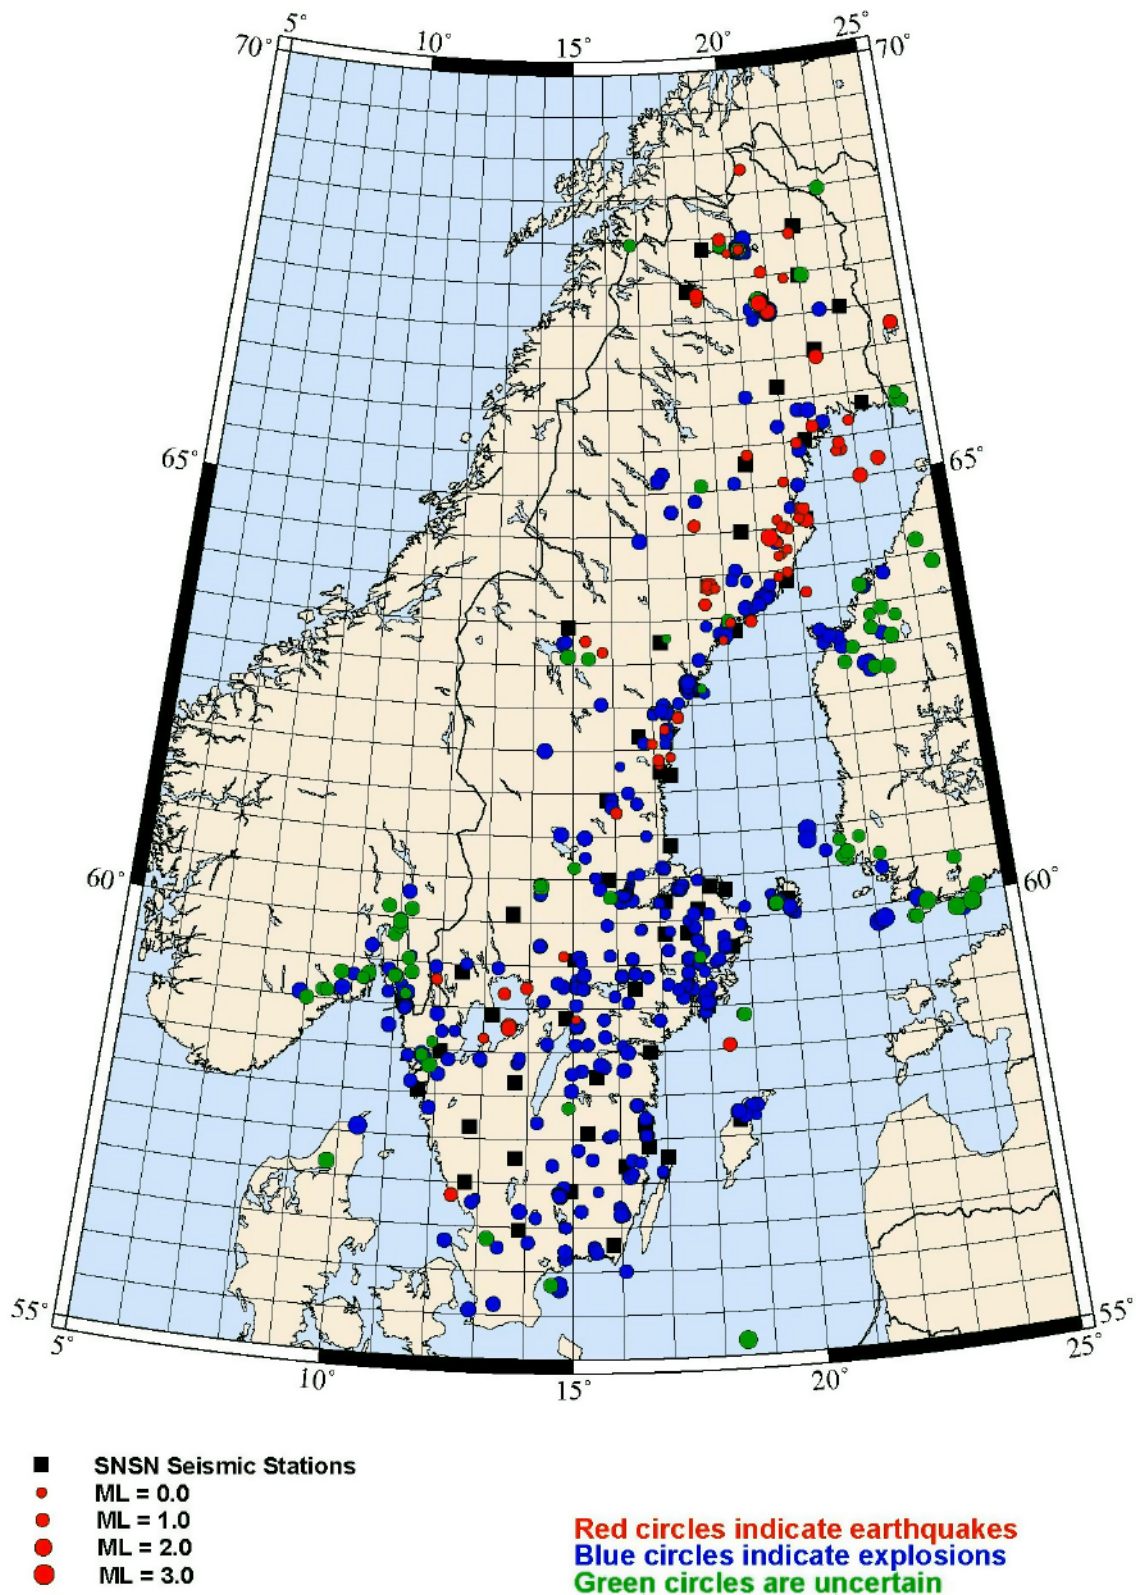 5°
10°
15°
20°
25°
70°
70°
65°
65°
60°
60°
55°
55°
5°
10°
15°
20°
25°
SNSN Seismic Stations
ML = 0.0
ML = 1.0
ML = 2.0
ML = 3.0
Red circles indicate earthquakes
Blue circles indicate explosions
Green circles are uncertain